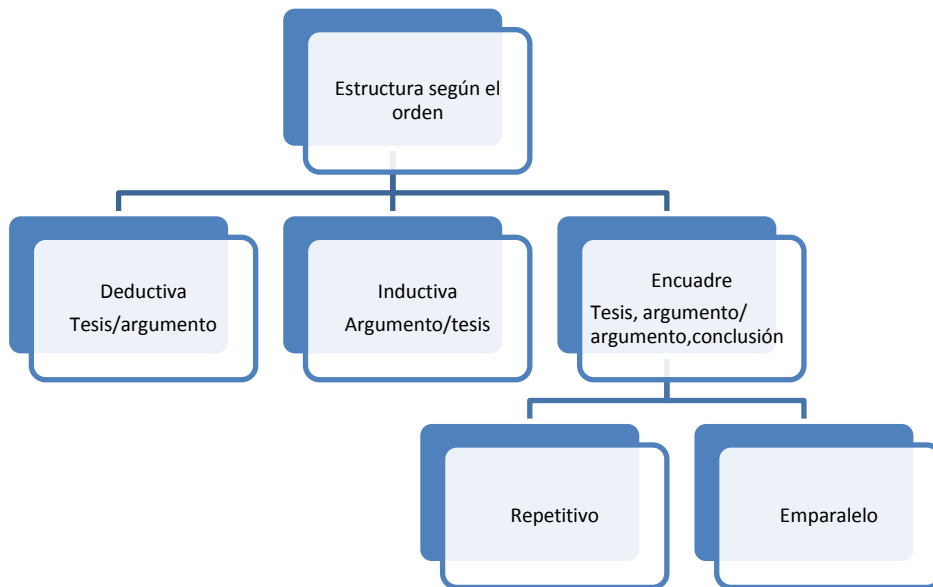 Estructura según el
orden
Deductiva
Tesis/argumento
Inductiva
Argumento/tesis
Encuadre
Tesis, argumento/
argumento,conclusión
Repetitivo
Emparalelo